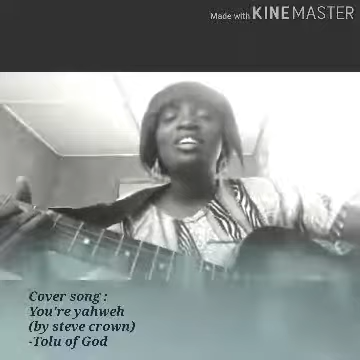 Made with KINEMASTER
Cover song :
You're yahweh
(by steve crown)
-Tolu of God